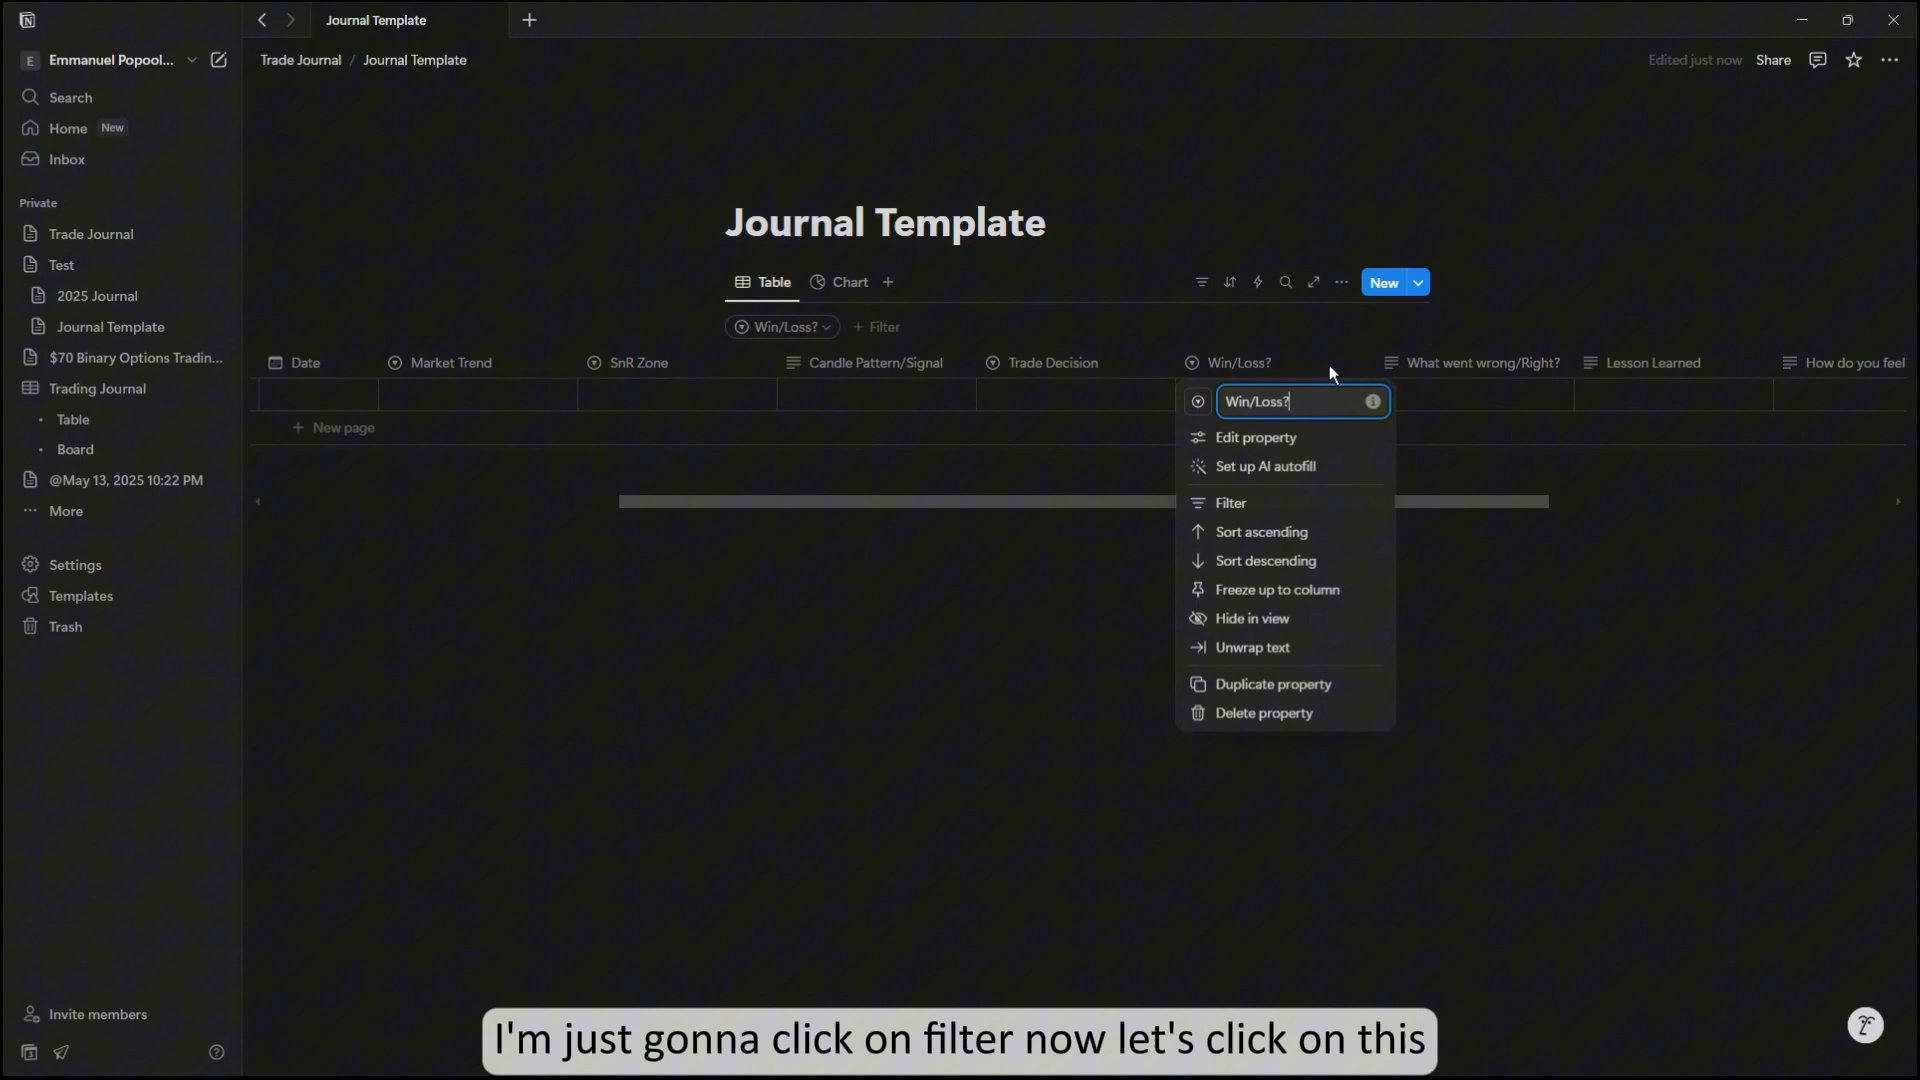 Journal Template
E Emmanuel Popool...
Trade Journal / Journal Template
Edited just now Share
Search
Home New
Inbox
Private
Trade Journal
Test
2025 Journal
Journal Template
$70 Binary Options Tradin...
Trading Journal
Table
Board
@May 13, 2025 10:22 PM
More
Settings
Templates
Trash
Invite members
Journal Template
Table Chart
New
Win/Loss? + Filter
Date Market Trend SnR Zone Candle Pattern/Signal Trade Decision Win/Loss? What went wrong/Right? Lesson Learned How do you feel
+ New page
Win/Loss?
Edit property
Set up AI autofill
Filter
Sort ascending
Sort descending
Freeze up to column
Hide in view
Unwrap text
Duplicate property
Delete property
I'm just gonna click on filter now let's click on this